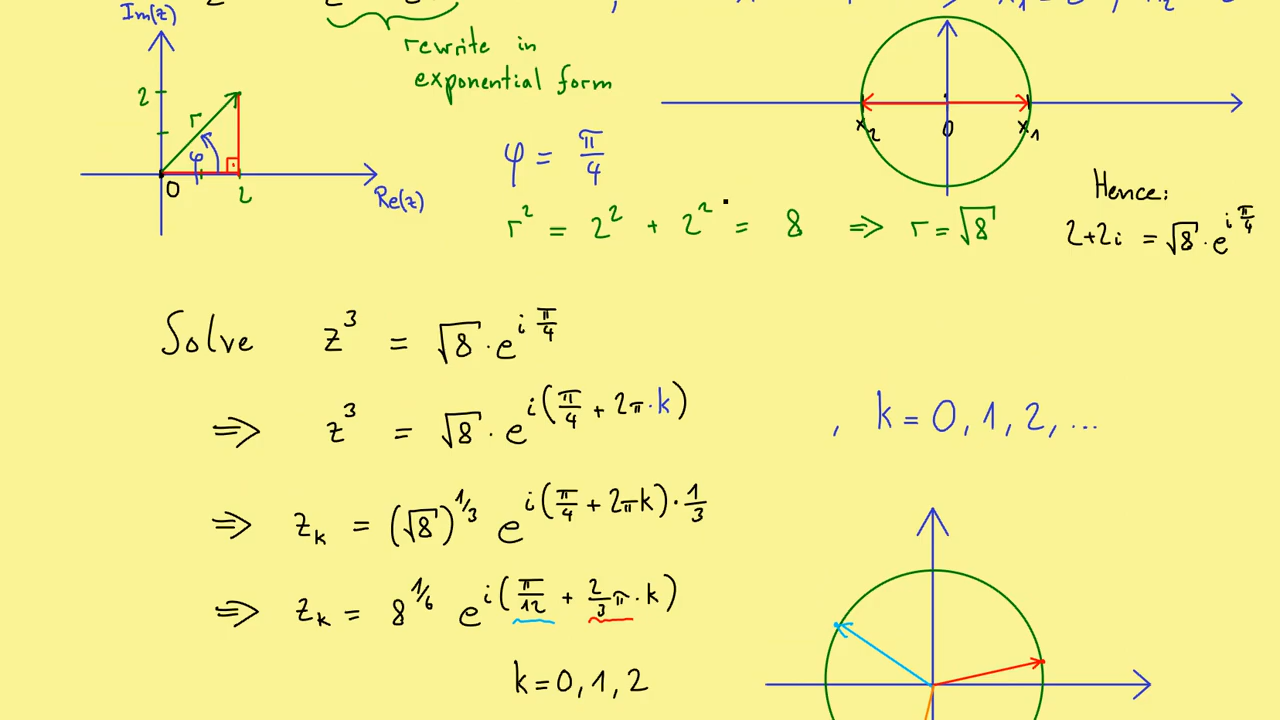 Im(z)
rewrite in
exponential form
2
r
φ
0
2
Re(z)
φ = π/4
r² = 2² + 2² = 8 ⇒ r = √8
x₂ 0 x₁
Hence:
2+2i = √8 · e^(i π/4)
Solve z³ = √8 · e^(i π/4)
⇒ z³ = √8 · e^(i(π/4 + 2π·k)) , k = 0, 1, 2, ...
⇒ z_k = (√8)^(1/3) e^(i(π/4 + 2πk)·1/3)
⇒ z_k = 8^(1/6) e^(i(π/12 + 2/3 π·k))
k = 0, 1, 2